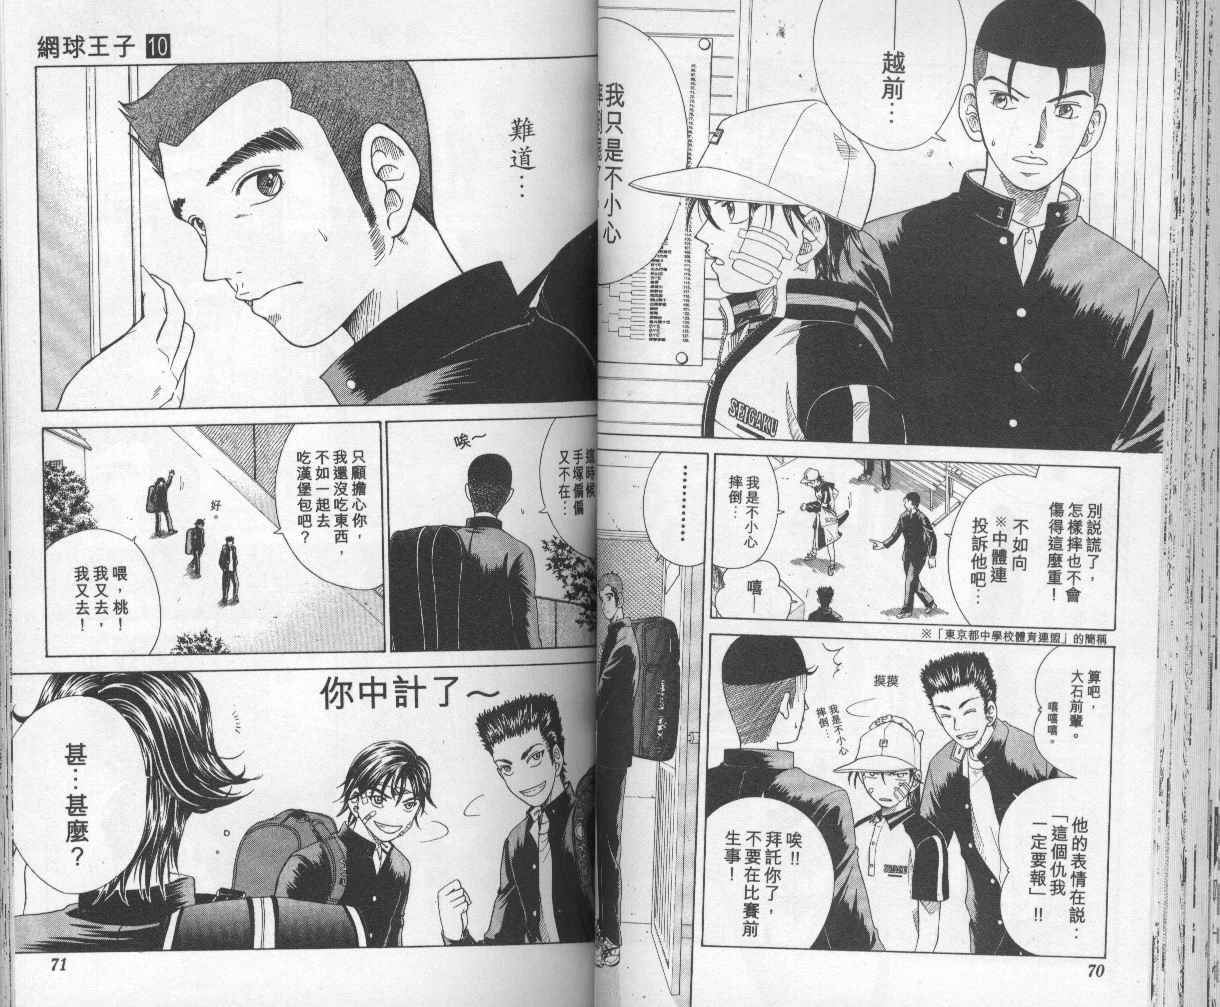 網球王子 10
越前…
我只是不小心
SEIGAKU
別說謊了，
怎樣摔也不會
傷得這麼重！
不如向
※中體連
投訴他吧…
我是不小心
摔倒…
嘻—
…………
※「東京都中學校體育連盟」的簡稱
算吧，
大石前輩。
嘻嘻嘻。
摸摸
我是不小心
摔倒…
他的表情在說：
「這個仇我
一定要報」!!
唉!!
拜託你了，
不要在比賽前
生事！
70
難道…
這時候
手塚偏偏
又不在…
唉～
只顧擔心你，
我還沒吃東西，
不如一起去
吃漢堡包吧？
好。
喂，桃！
我又去，
我又去！
你中計了～
甚…甚麼？
71